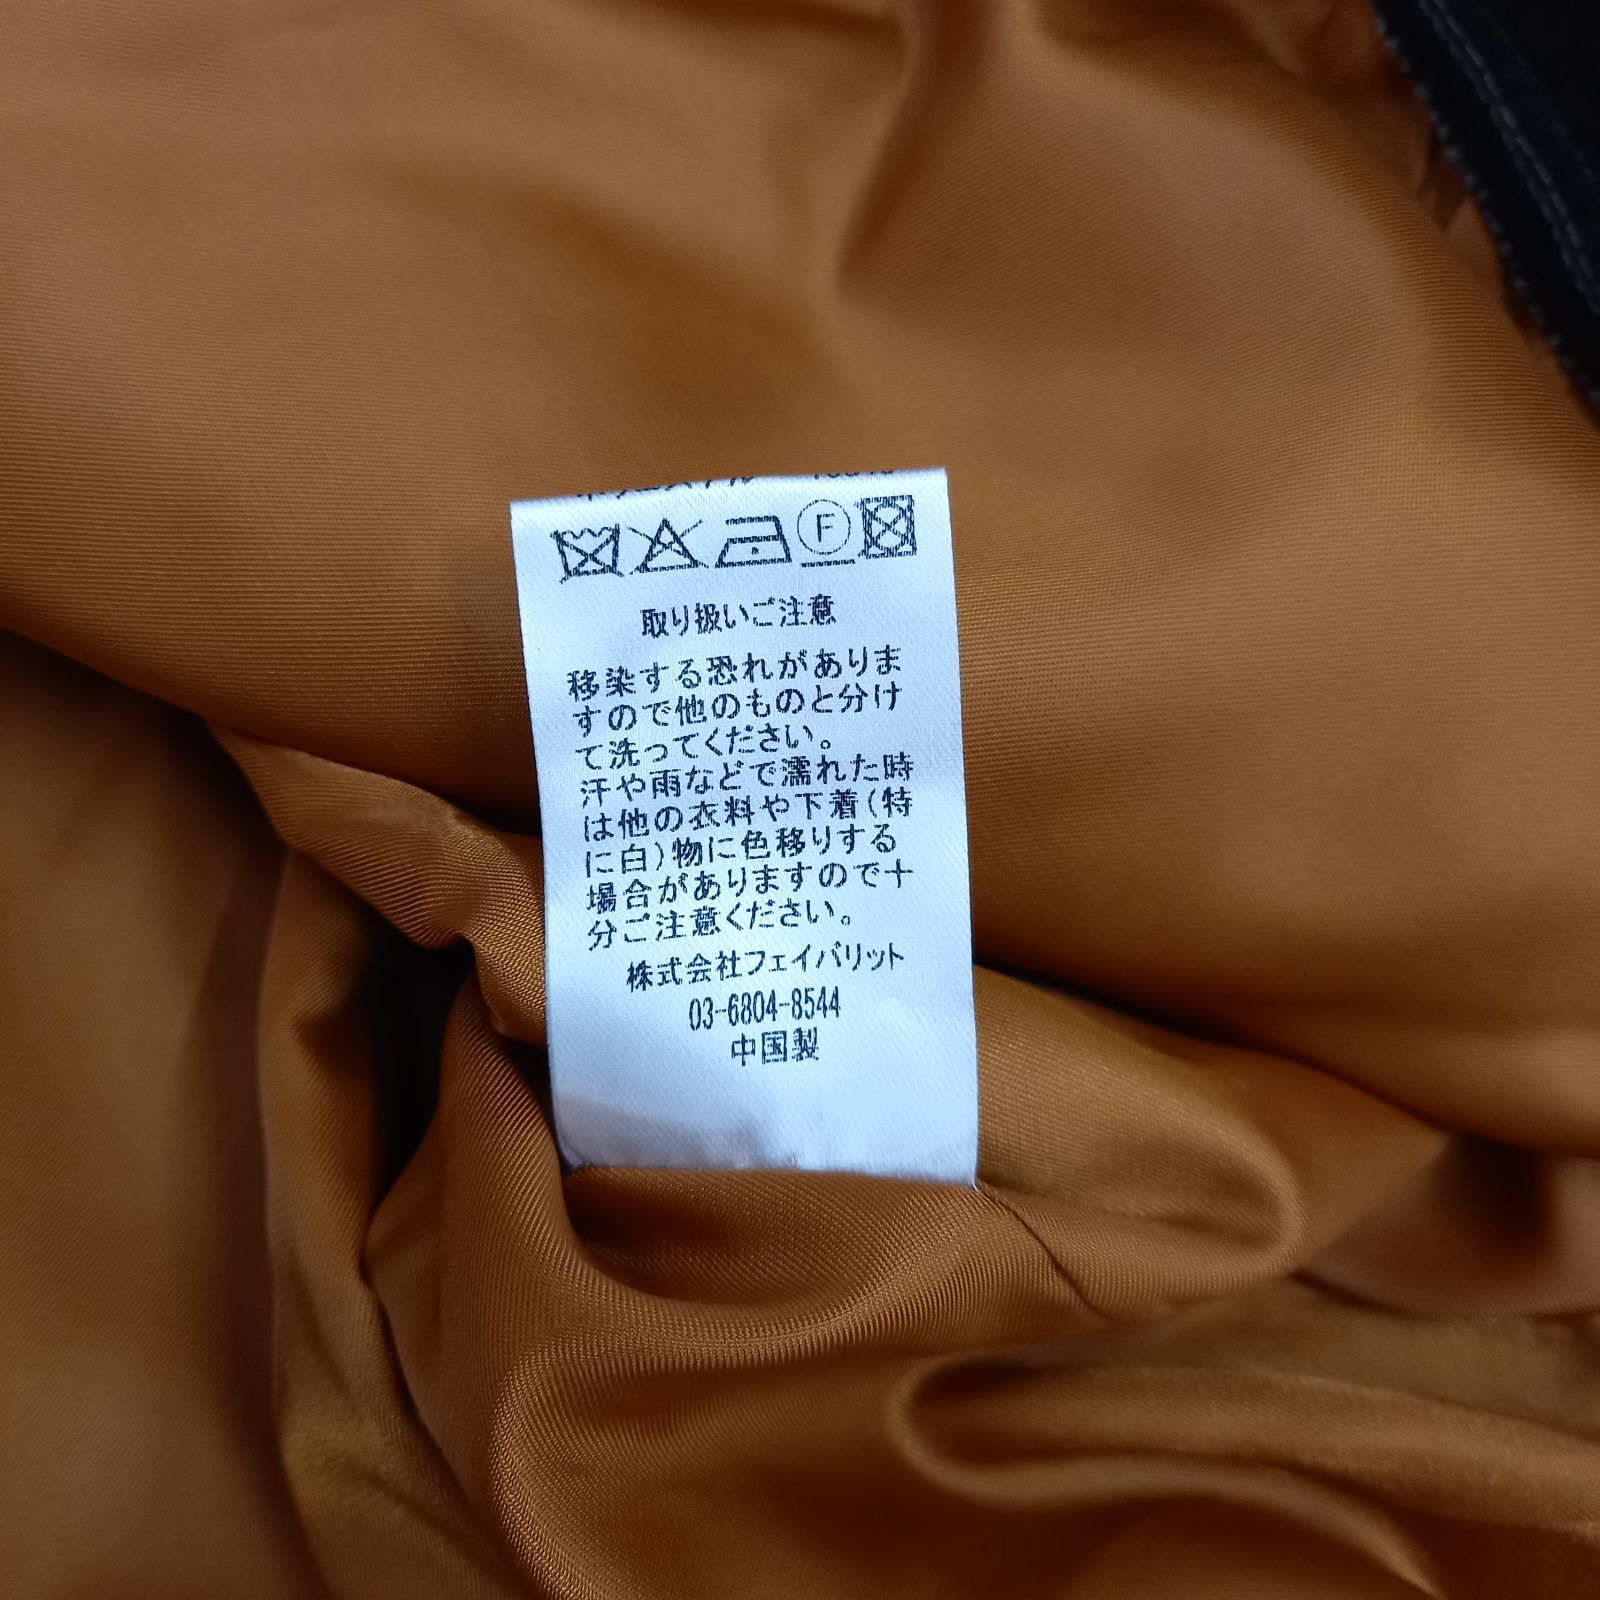 F
取り扱いご注意
移染する恐れがありま
すので他のものと分け
て洗ってください。
汗や雨などで濡れた時
は他の衣料や下着(特
に白)物に色移りする
場合がありますので十
分ご注意ください。
株式会社フェイバリット
03-6804-8544
中国製